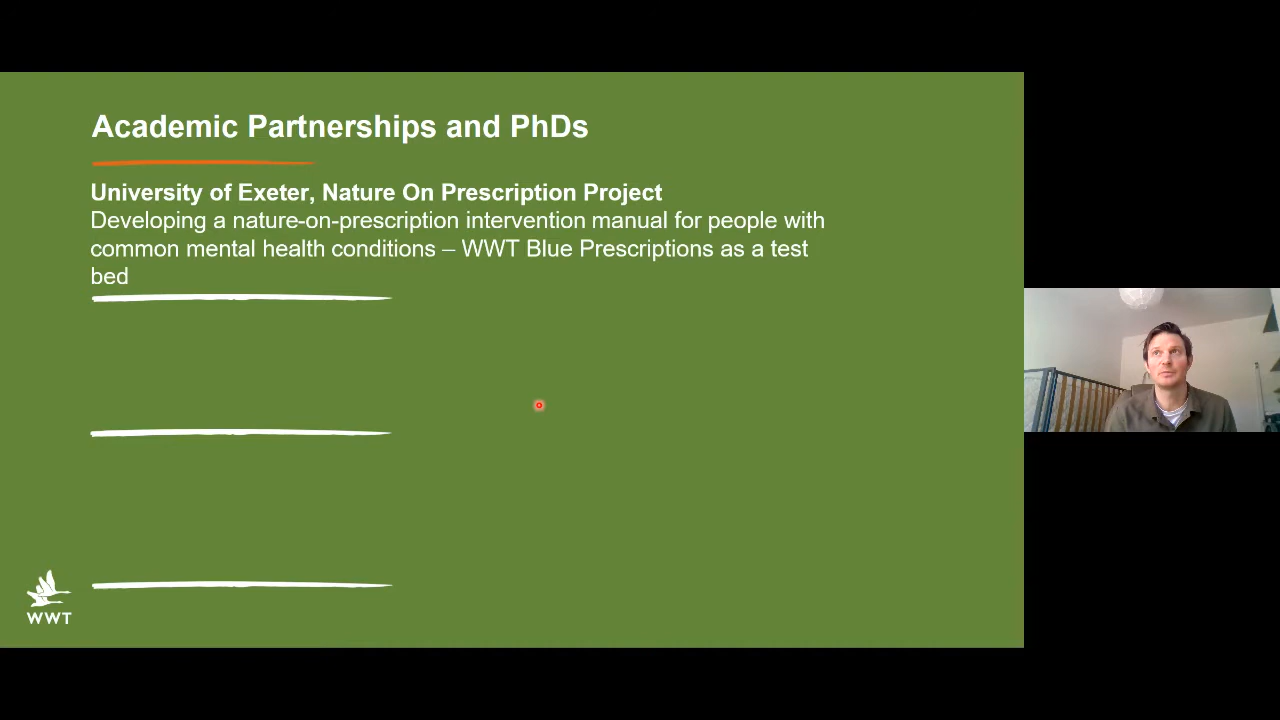 Academic Partnerships and PhDs
University of Exeter, Nature On Prescription Project
Developing a nature-on-prescription intervention manual for people with
common mental health conditions – WWT Blue Prescriptions as a test
bed
WWT